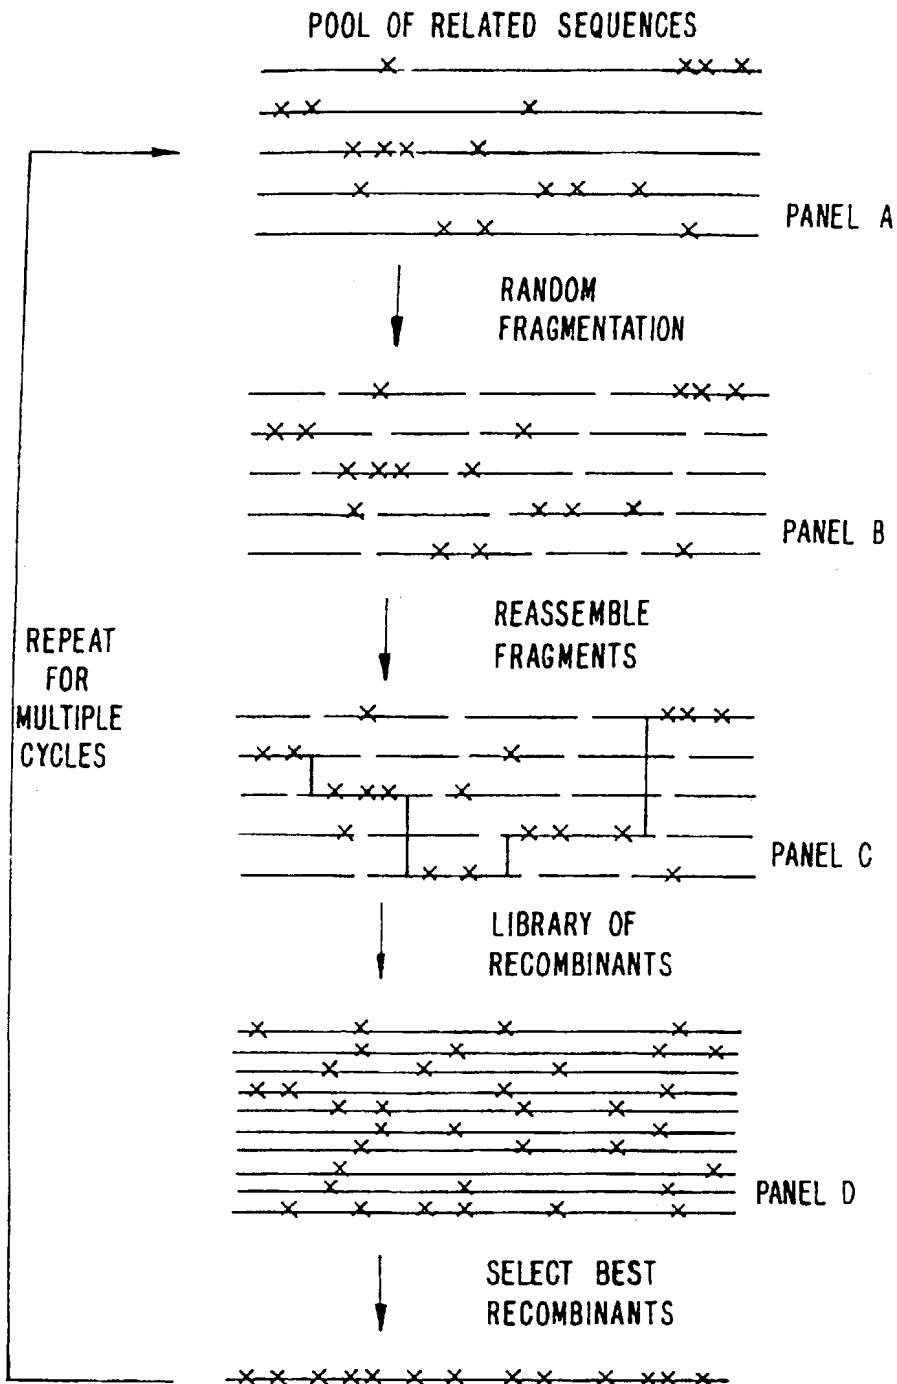 POOL OF RELATED SEQUENCES
PANEL A
RANDOM
FRAGMENTATION
PANEL B
REASSEMBLE
FRAGMENTS
REPEAT
FOR
MULTIPLE
CYCLES
PANEL C
LIBRARY OF
RECOMBINANTS
PANEL D
SELECT BEST
RECOMBINANTS